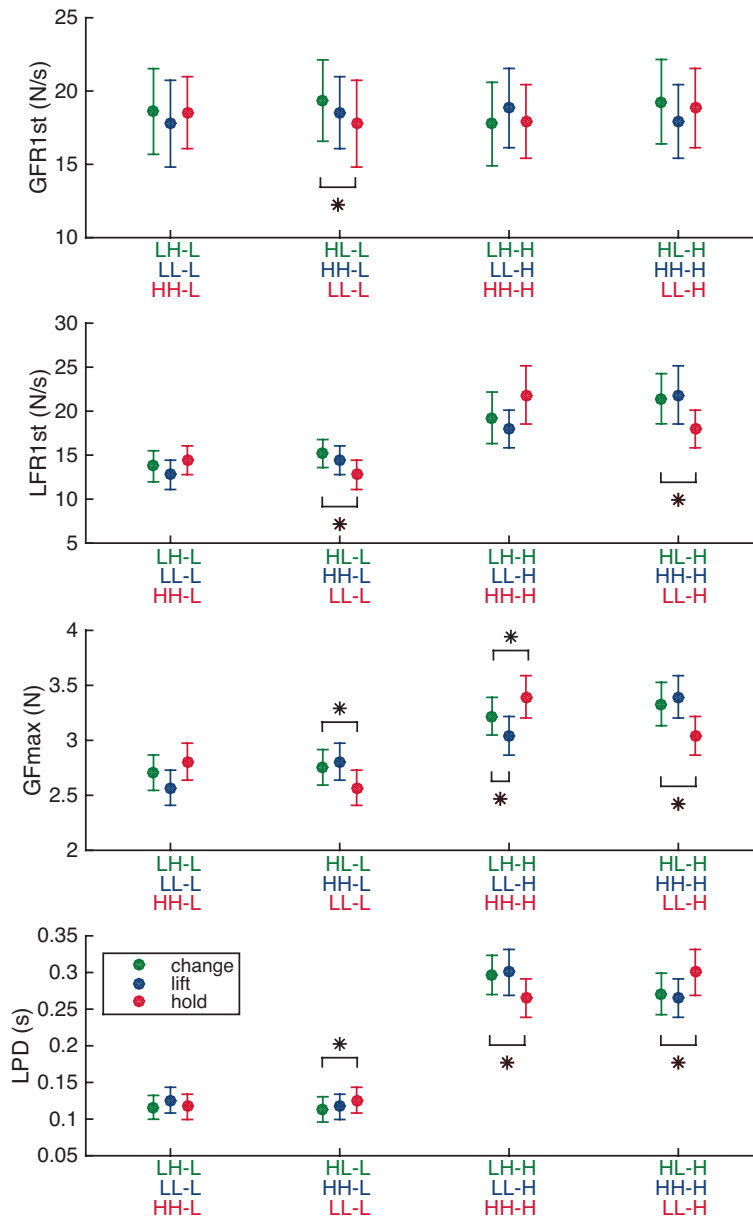 25
20
15
10
GFR1st (N/s)
*
LH-L HL-L LH-H HL-H
LL-L HH-L LL-H HH-H
HH-L LL-L HH-H LL-H
30
25
20
15
10
5
LFR1st (N/s)
* *
LH-L HL-L LH-H HL-H
LL-L HH-L LL-H HH-H
HH-L LL-L HH-H LL-H
4
3.5
3
2.5
2
GFmax (N)
*
*
* *
LH-L HL-L LH-H HL-H
LL-L HH-L LL-H HH-H
HH-L LL-L HH-H LL-H
0.35
0.3
0.25
0.2
0.15
0.1
0.05
LPD (s)
change
lift
hold
*
* *
LH-L HL-L LH-H HL-H
LL-L HH-L LL-H HH-H
HH-L LL-L HH-H LL-H